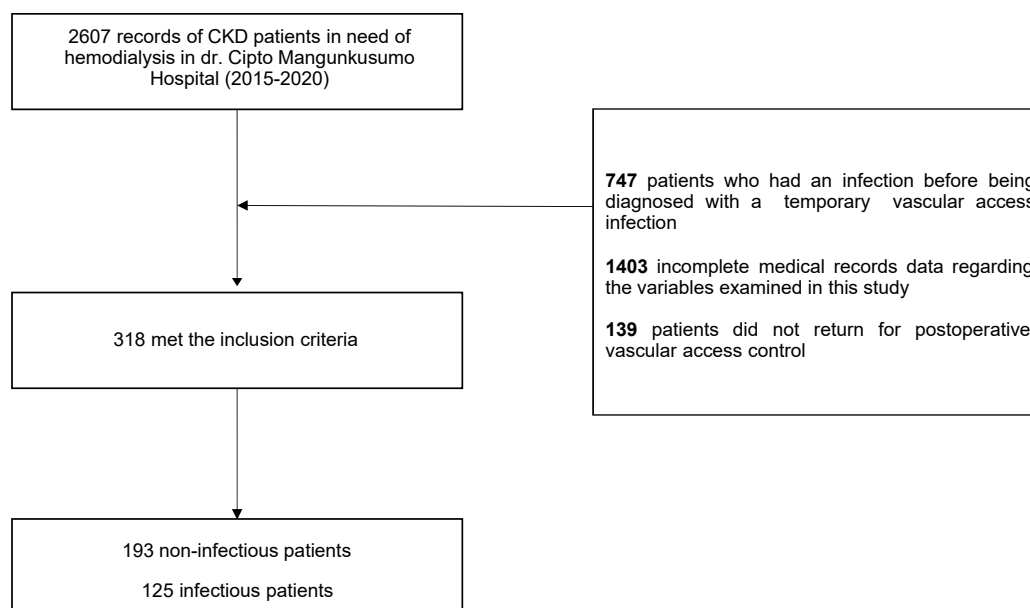 2607 records of CKD patients in need of
hemodialysis in dr. Cipto Mangunkusumo
Hospital (2015-2020)
747 patients who had an infection before being
diagnosed with a temporary vascular access
infection
1403 incomplete medical records data regarding
the variables examined in this study
139 patients did not return for postoperative
vascular access control
318 met the inclusion criteria
193 non-infectious patients
125 infectious patients